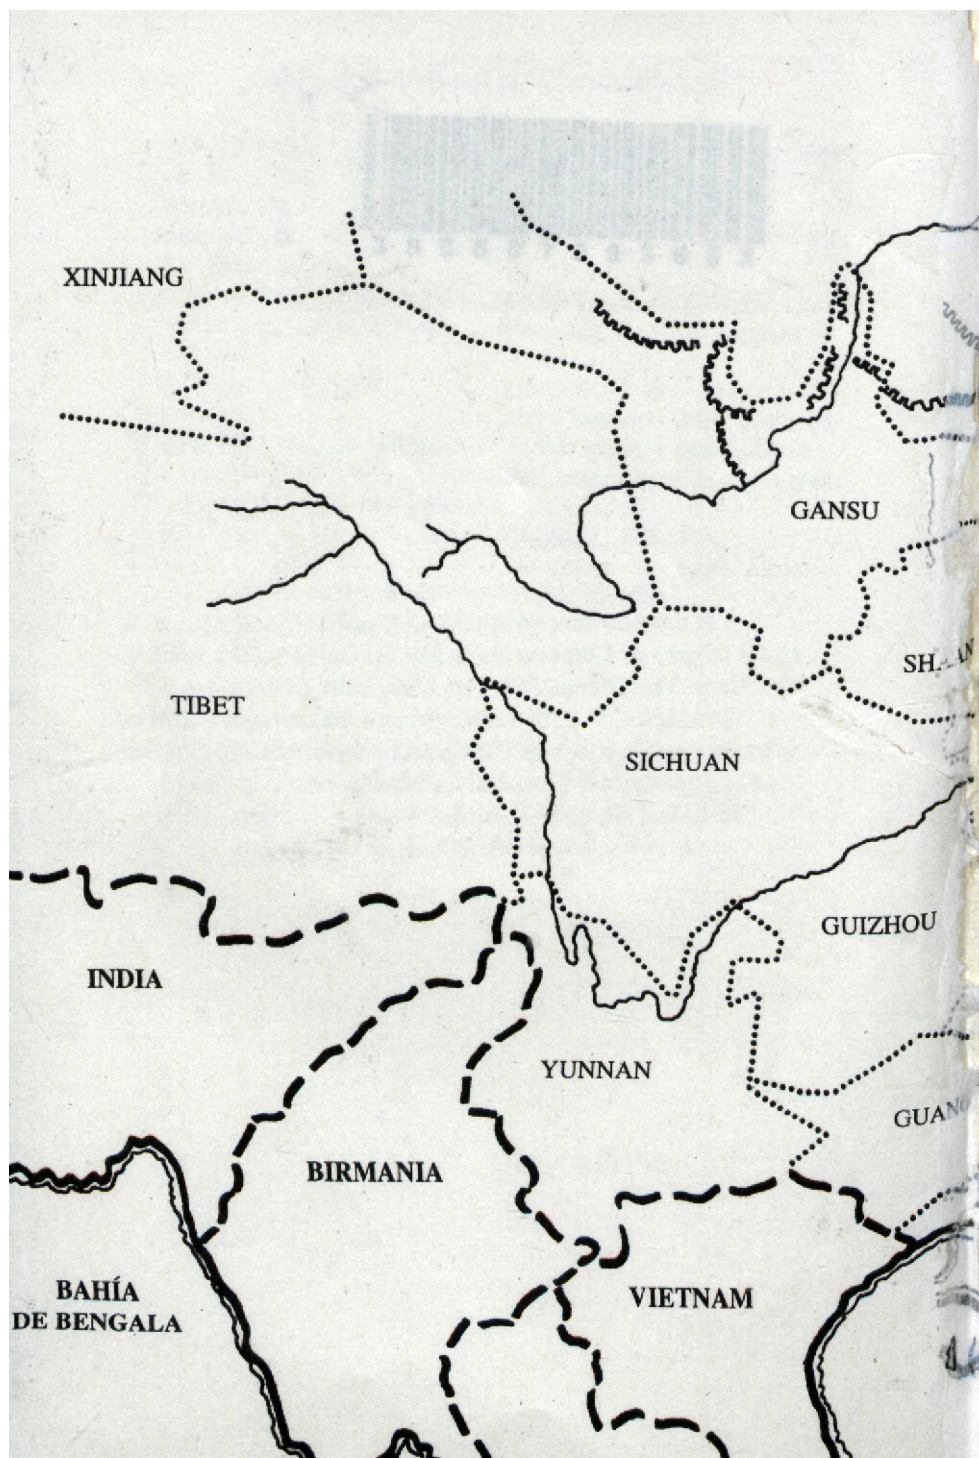 XINJIANG
GANSU
TIBET
SICHUAN
GUIZHOU
INDIA
YUNNAN
BIRMANIA
BAHÍA
DE BENGALA
VIETNAM